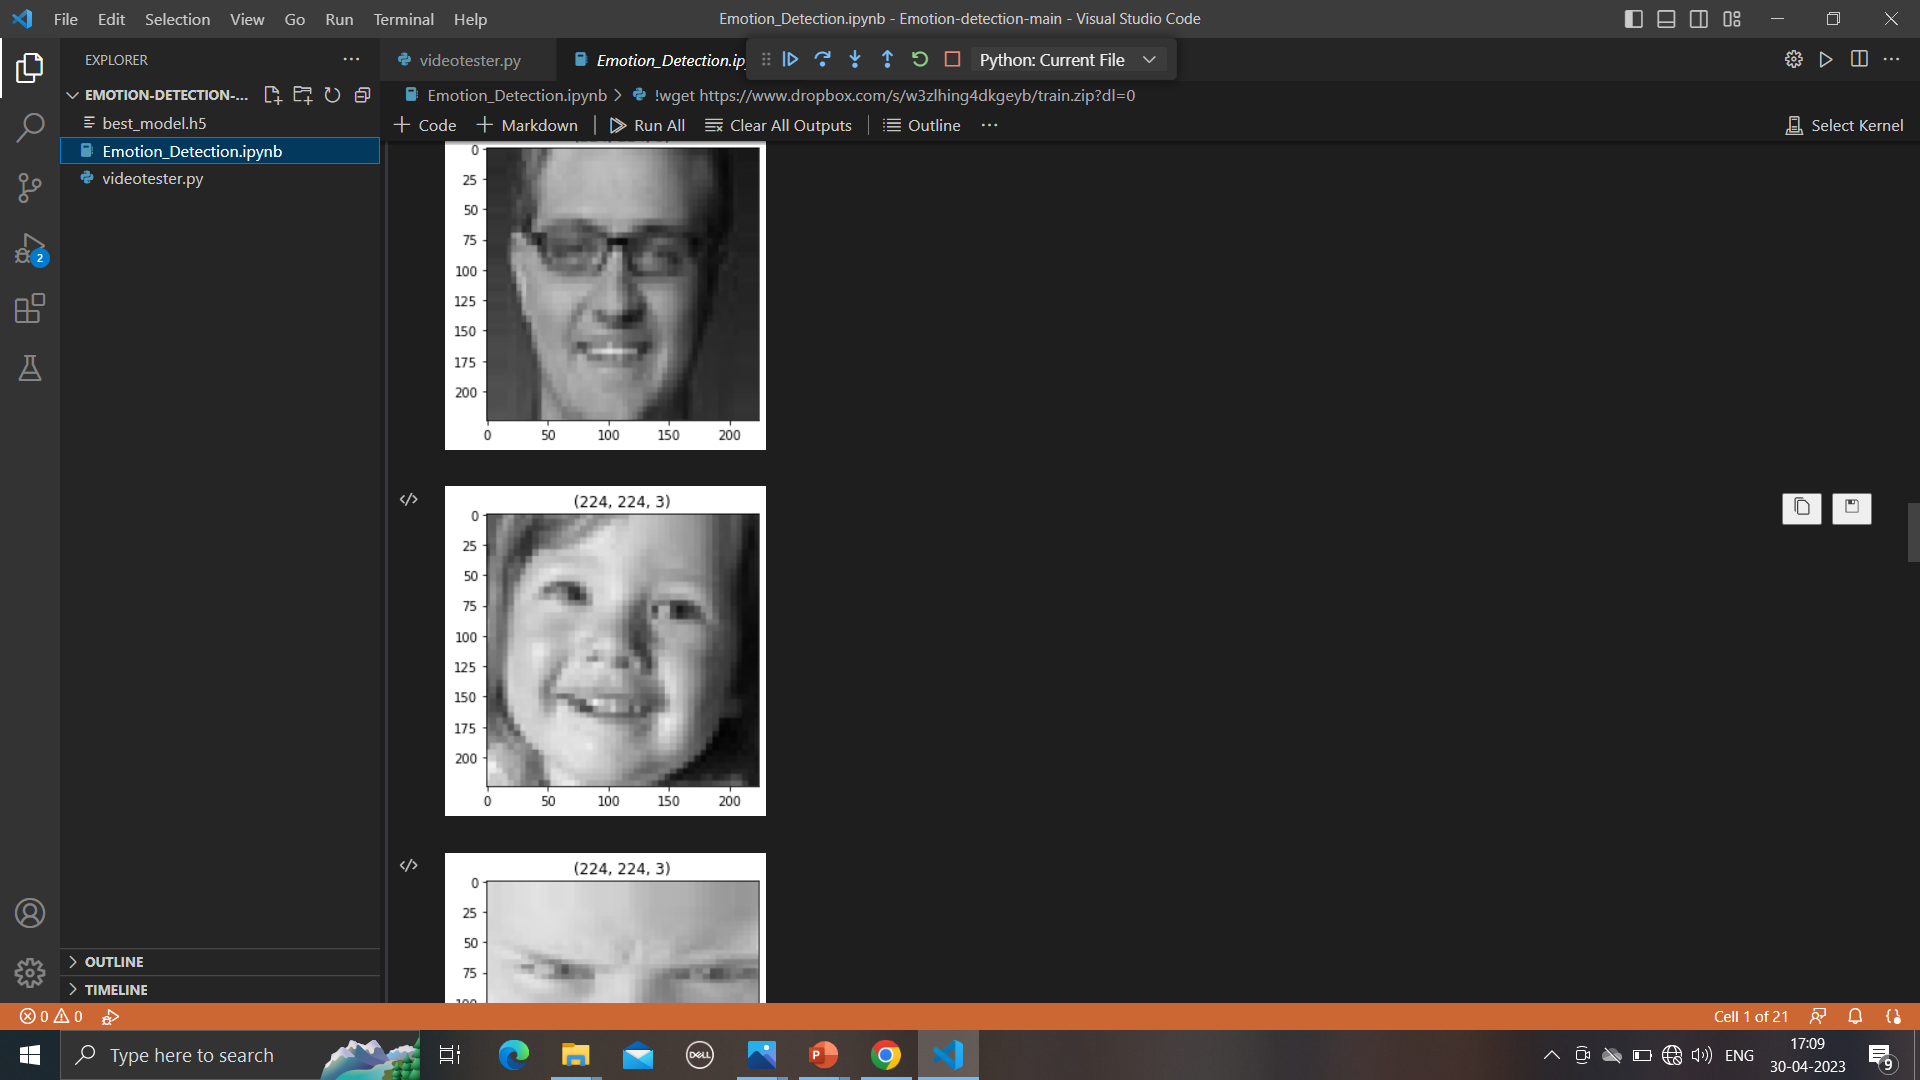 File Edit Selection View Go Run Terminal Help
Emotion_Detection.ipynb - Emotion-detection-main - Visual Studio Code
EXPLORER
EMOTION-DETECTION-...
best_model.h5
Emotion_Detection.ipynb
videotester.py
2
OUTLINE
TIMELINE
videotester.py
Emotion_Detection.ip
Python: Current File
Emotion_Detection.ipynb > !wget https://www.dropbox.com/s/w3zlhing4dkgeyb/train.zip?dl=0
+ Code + Markdown Run All Clear All Outputs Outline ...
Select Kernel
0
25
50
75
100
125
150
175
200
0 50 100 150 200
(224, 224, 3)
0
25
50
75
100
125
150
175
200
0 50 100 150 200
(224, 224, 3)
0
25
50
75
100
0 0
Cell 1 of 21
Type here to search
DELL
ENG
17:09
30-04-2023
9